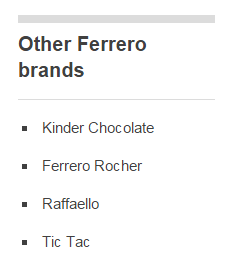 Other Ferrero
brands
Kinder Chocolate
Ferrero Rocher
Raffaello
Tic Tac